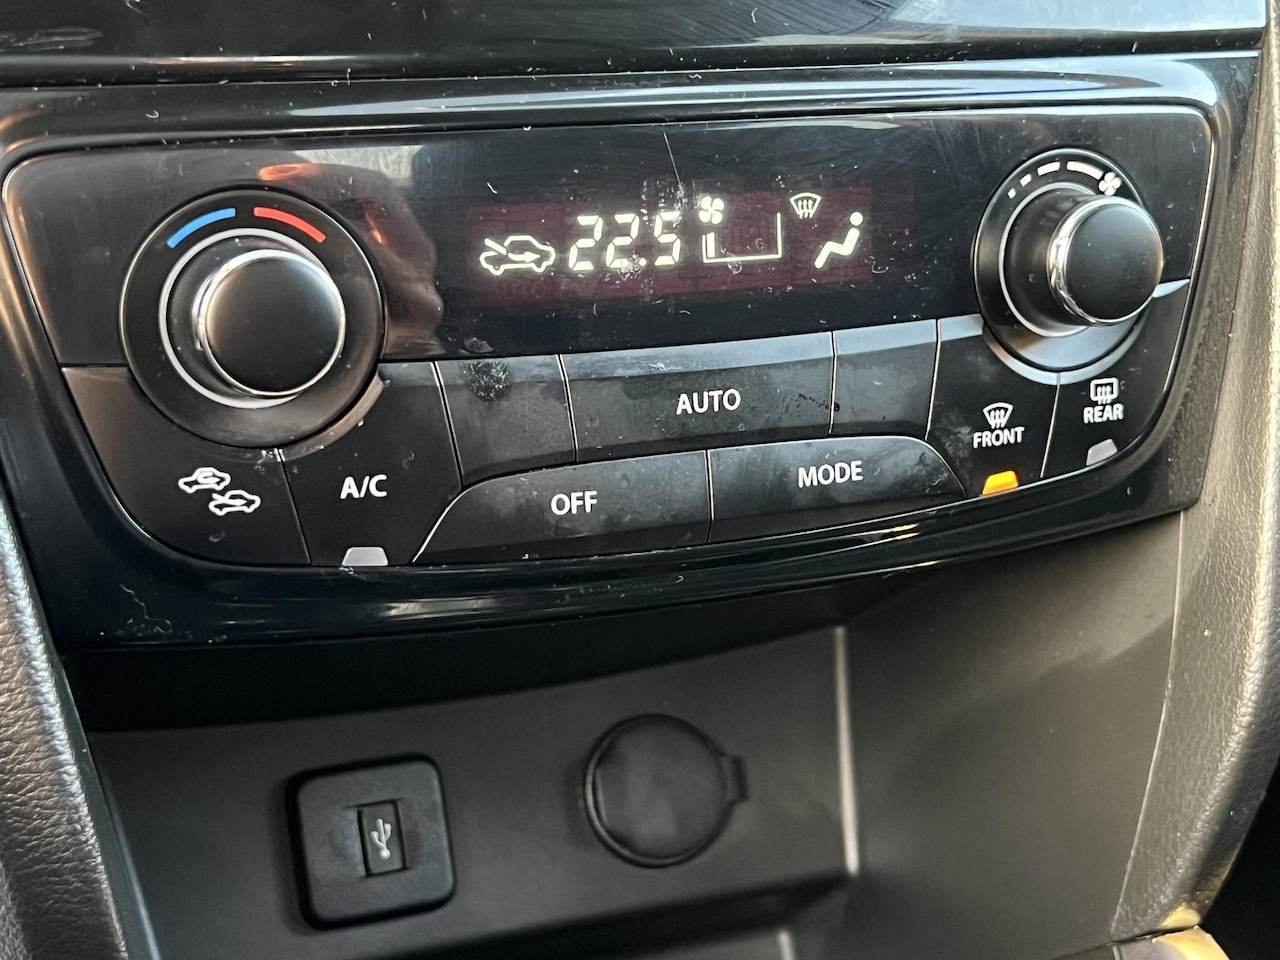 22.5
AUTO
A/C
OFF
MODE
FRONT
REAR